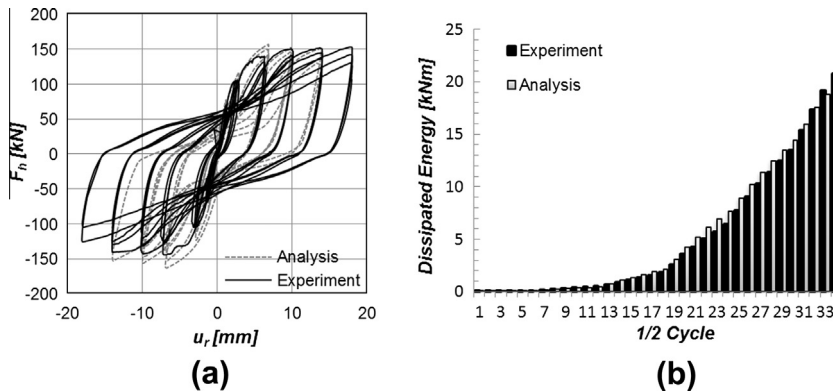 200
150
100
50
0
-50
-100
-150
-200
F_h [kN]
-20 -10 0 10 20
u_r [mm]
Analysis
Experiment
(a)
25
20
15
10
5
0
Dissipated Energy [kNm]
Experiment
Analysis
1 3 5 7 9 11 13 15 17 19 21 23 25 27 29 31 33
1/2 Cycle
(b)